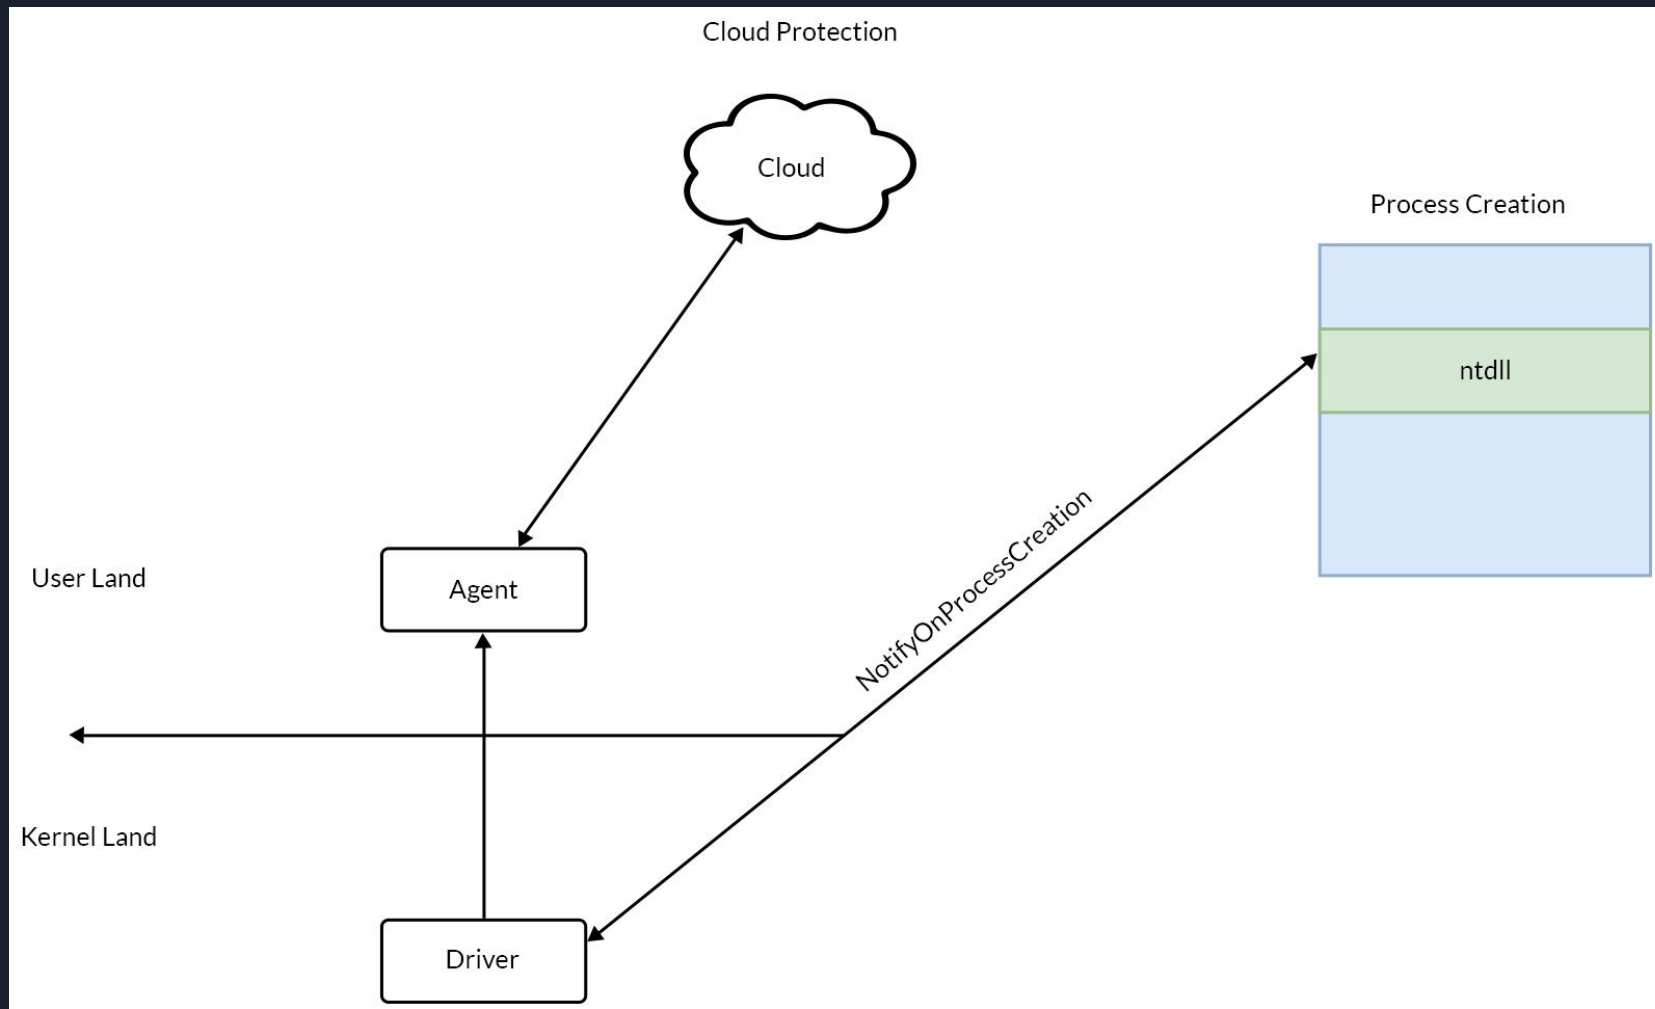 Cloud Protection
Cloud
Process Creation
ntdll
NotifyOnProcessCreation
User Land
Agent
Kernel Land
Driver